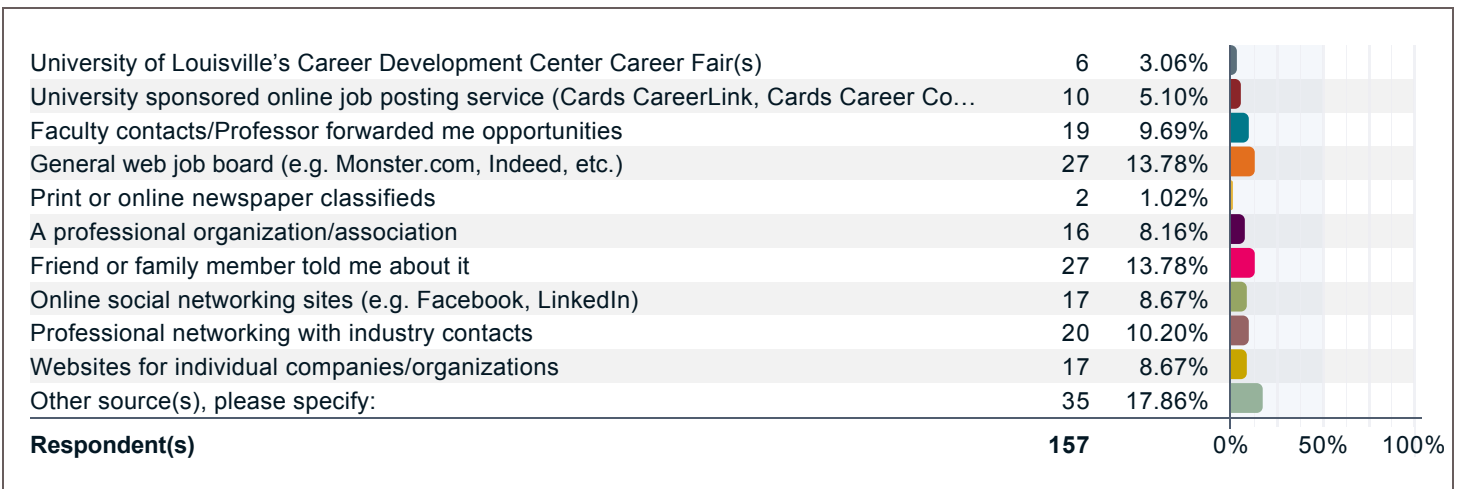 University of Louisville’s Career Development Center Career Fair(s) 6 3.06%
University sponsored online job posting service (Cards CareerLink, Cards Career Co… 10 5.10%
Faculty contacts/Professor forwarded me opportunities 19 9.69%
General web job board (e.g. Monster.com, Indeed, etc.) 27 13.78%
Print or online newspaper classifieds 2 1.02%
A professional organization/association 16 8.16%
Friend or family member told me about it 27 13.78%
Online social networking sites (e.g. Facebook, LinkedIn) 17 8.67%
Professional networking with industry contacts 20 10.20%
Websites for individual companies/organizations 17 8.67%
Other source(s), please specify: 35 17.86%
Respondent(s) 157 0% 50% 100%